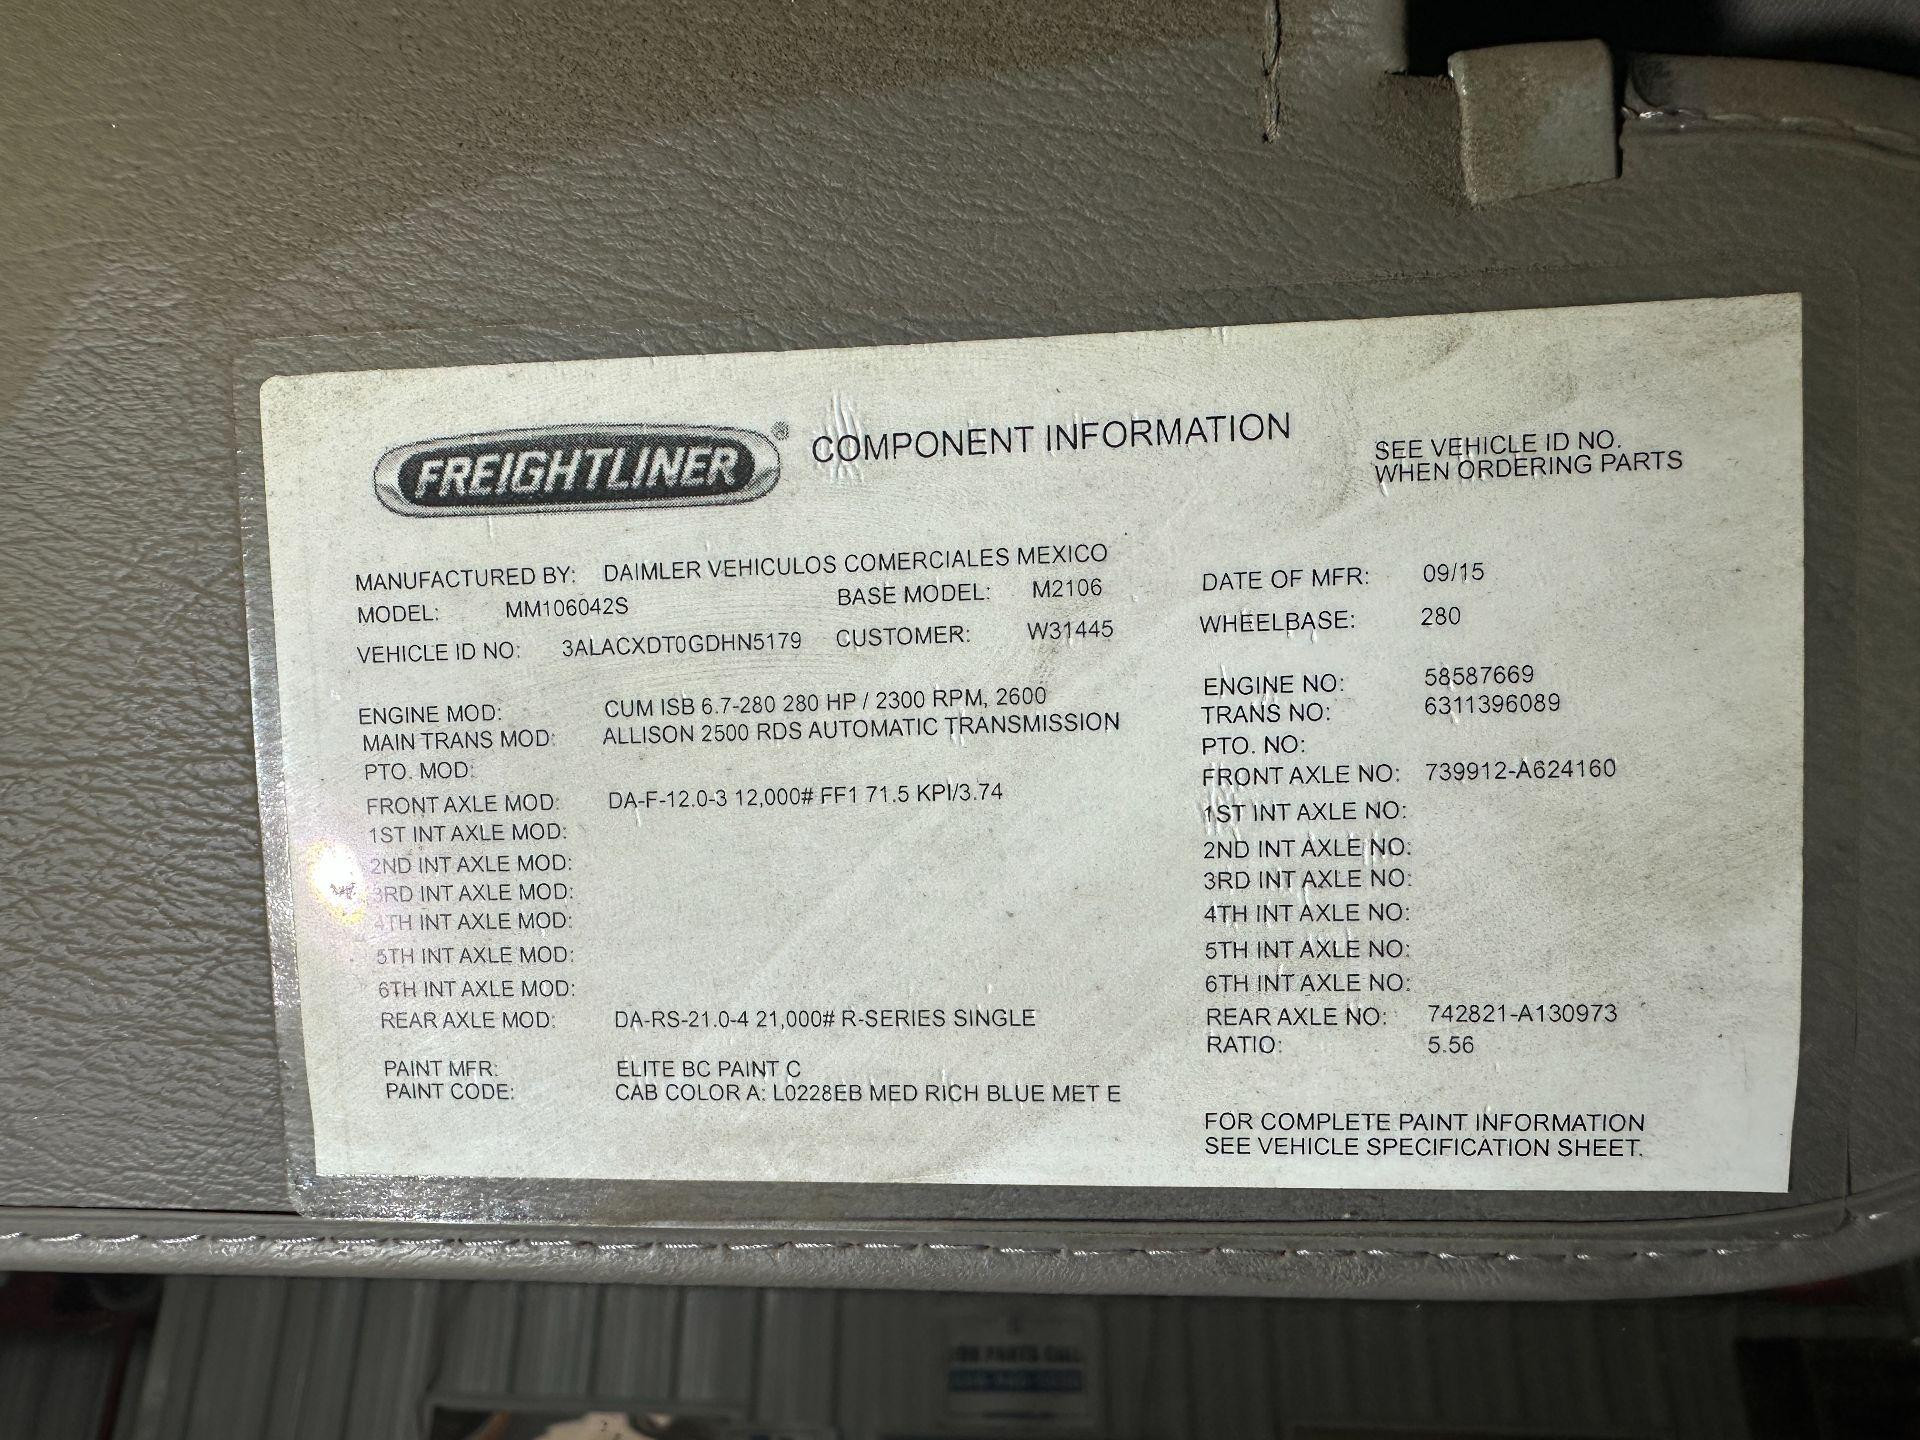 FREIGHTLINER®
COMPONENT INFORMATION
SEE VEHICLE ID NO.
WHEN ORDERING PARTS
MANUFACTURED BY: DAIMLER VEHICULOS COMERCIALES MEXICO
MODEL: MM106042S BASE MODEL: M2106
VEHICLE ID NO: 3ALACXDT0GDHN5179 CUSTOMER: W31445
DATE OF MFR: 09/15
WHEELBASE: 280
ENGINE MOD: CUM ISB 6.7-280 280 HP / 2300 RPM, 2600
MAIN TRANS MOD: ALLISON 2500 RDS AUTOMATIC TRANSMISSION
PTO. MOD:
FRONT AXLE MOD: DA-F-12.0-3 12,000# FF1 71.5 KPI/3.74
1ST INT AXLE MOD:
2ND INT AXLE MOD:
3RD INT AXLE MOD:
4TH INT AXLE MOD:
5TH INT AXLE MOD:
6TH INT AXLE MOD:
REAR AXLE MOD: DA-RS-21.0-4 21,000# R-SERIES SINGLE
PAINT MFR: ELITE BC PAINT C
PAINT CODE: CAB COLOR A: L0228EB MED RICH BLUE MET E
ENGINE NO: 58587669
TRANS NO: 6311396089
PTO. NO:
FRONT AXLE NO: 739912-A624160
1ST INT AXLE NO:
2ND INT AXLE NO:
3RD INT AXLE NO:
4TH INT AXLE NO:
5TH INT AXLE NO:
6TH INT AXLE NO:
REAR AXLE NO: 742821-A130973
RATIO: 5.56
FOR COMPLETE PAINT INFORMATION
SEE VEHICLE SPECIFICATION SHEET.
PARTS CALL